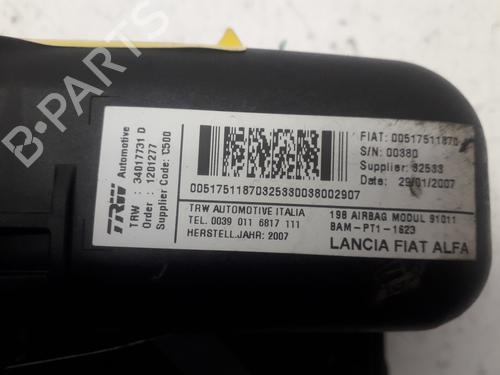 TRW Automotive
TRW : 34017731 D
Order : 1201277
Supplier Code: C500
00517511870325330038002907
FIAT: 00517511870
S/N: 00380
Supplier: 32533
Date: 29/01/2007
TRW AUTOMOTIVE ITALIA
TEL. 0039 011 6817 111
HERSTELL.JAHR: 2007
198 AIRBAG MODUL 91011
BAM-PT1-1623
LANCIA FIAT ALFA
B-PARTS